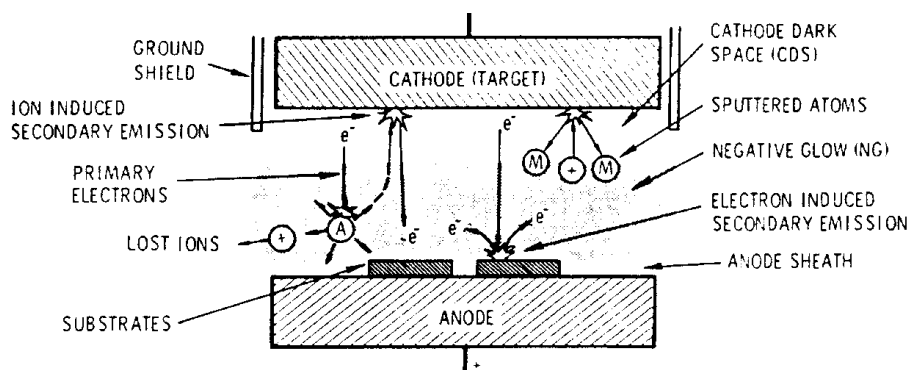 GROUND
SHIELD
CATHODE (TARGET)
CATHODE DARK
SPACE (CDS)
ION INDUCED
SECONDARY EMISSION
SPUTTERED ATOMS
e-
e-
M
+
M
NEGATIVE GLOW (NG)
PRIMARY
ELECTRONS
ELECTRON INDUCED
SECONDARY EMISSION
LOST IONS
+
A
e-
e-
e-
ANODE SHEATH
SUBSTRATES
ANODE
+